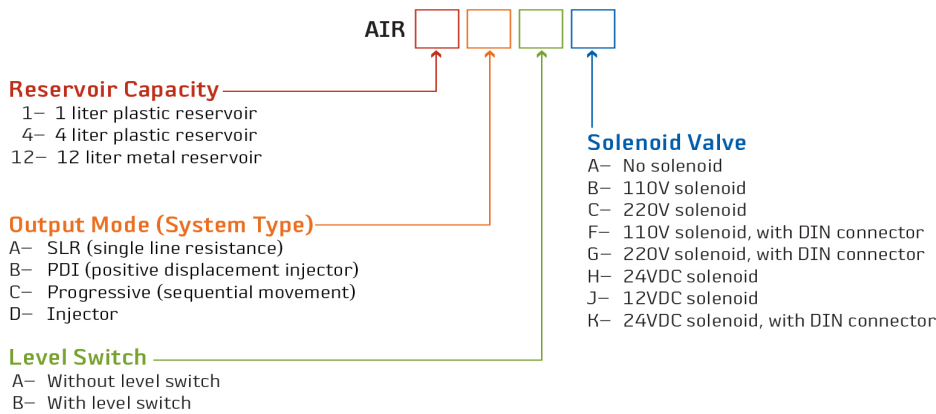 AIR
Reservoir Capacity
1– 1 liter plastic reservoir
4– 4 liter plastic reservoir
12– 12 liter metal reservoir
Output Mode (System Type)
A– SLR (single line resistance)
B– PDI (positive displacement injector)
C– Progressive (sequential movement)
D– Injector
Level Switch
A– Without level switch
B– With level switch
Solenoid Valve
A– No solenoid
B– 110V solenoid
C– 220V solenoid
F– 110V solenoid, with DIN connector
G– 220V solenoid, with DIN connector
H– 24VDC solenoid
J– 12VDC solenoid
K– 24VDC solenoid, with DIN connector